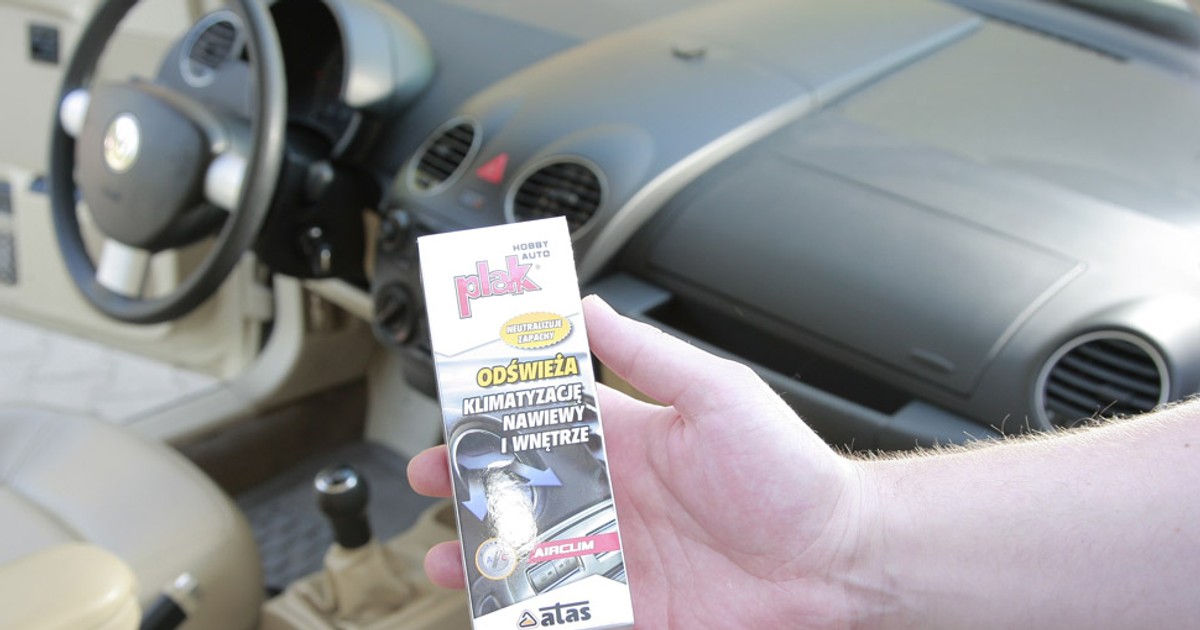 HOBBY
AUTO
plak
NEUTRALIZUJE
ZAPACHY
ODŚWIEŻA
KLIMATYZACJĘ
NAWIEWY
I WNĘTRZE
AIRCLIM
atas